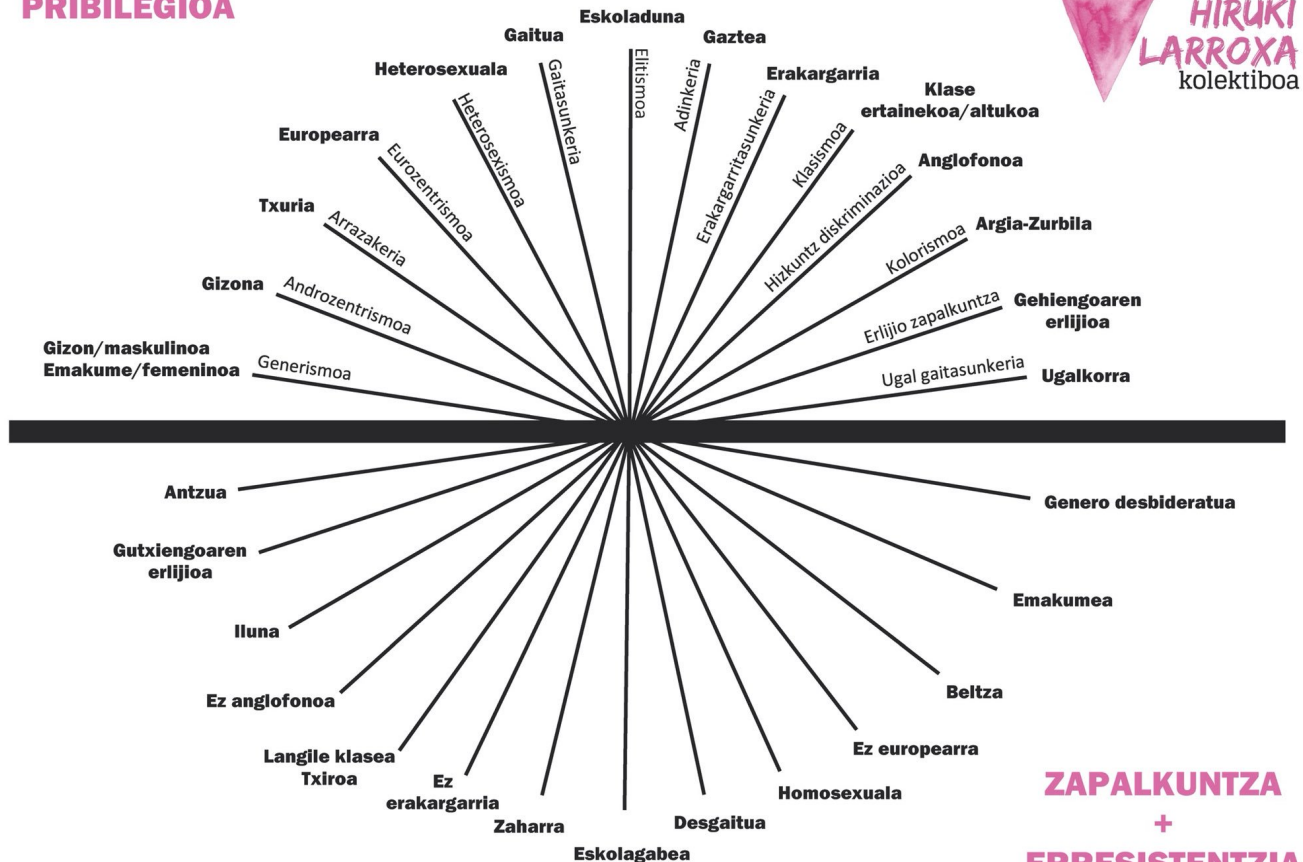 PRIBILEGIOA
HIRUKI
LARROXA
kolektiboa
Eskoladuna
Gaitua
Gaztea
Heterosexuala
Erakargarria
Klase
ertainekoa/altukoa
Europearra
Anglofonoa
Txuria
Argia-Zurbila
Gizona
Gehiengoaren
erlijioa
Gizon/maskulinoa
Emakume/femeninoa
Ugalkorra
Generismoa
Androzentrismoa
Arrazakeria
Eurozentrismoa
Heterosexismoa
Gaitasunkeria
Elitismoa
Adinkeria
Erakargarritasunkeria
Klasismoa
Hizkuntz diskriminazioa
Kolorismoa
Erlijio zapalkuntza
Ugal gaitasunkeria
Antzua
Genero desbideratua
Gutxiengoaren
erlijioa
Emakumea
Iluna
Beltza
Ez anglofonoa
Ez europearra
Langile klasea
Txiroa
Ez
erakargarria
Homosexuala
Zaharra
Desgaitua
Eskolagabea
ZAPALKUNTZA
+
ERRESISTENTZIA